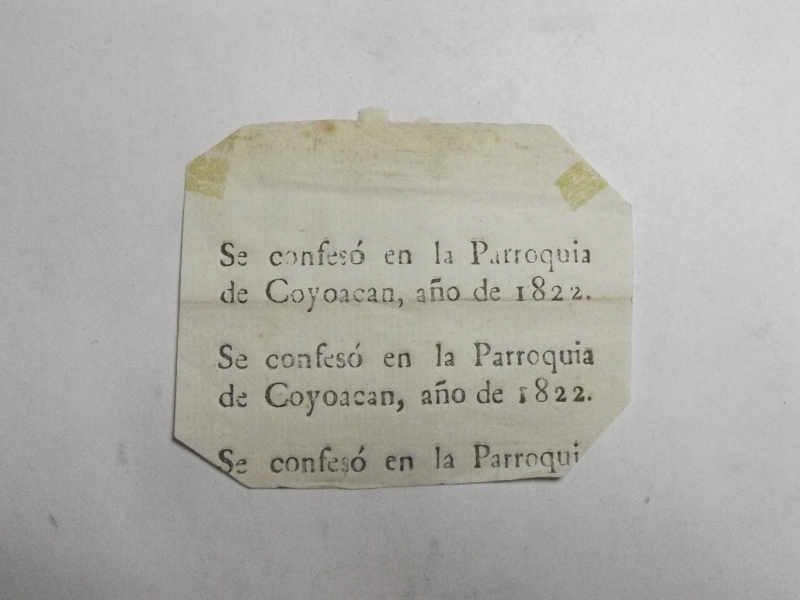 Se confesó en la Parroquia
de Coyoacan, año de 1822.
Se confesó en la Parroquia
de Coyoacan, año de 1822.
Se confesó en la Parroqui